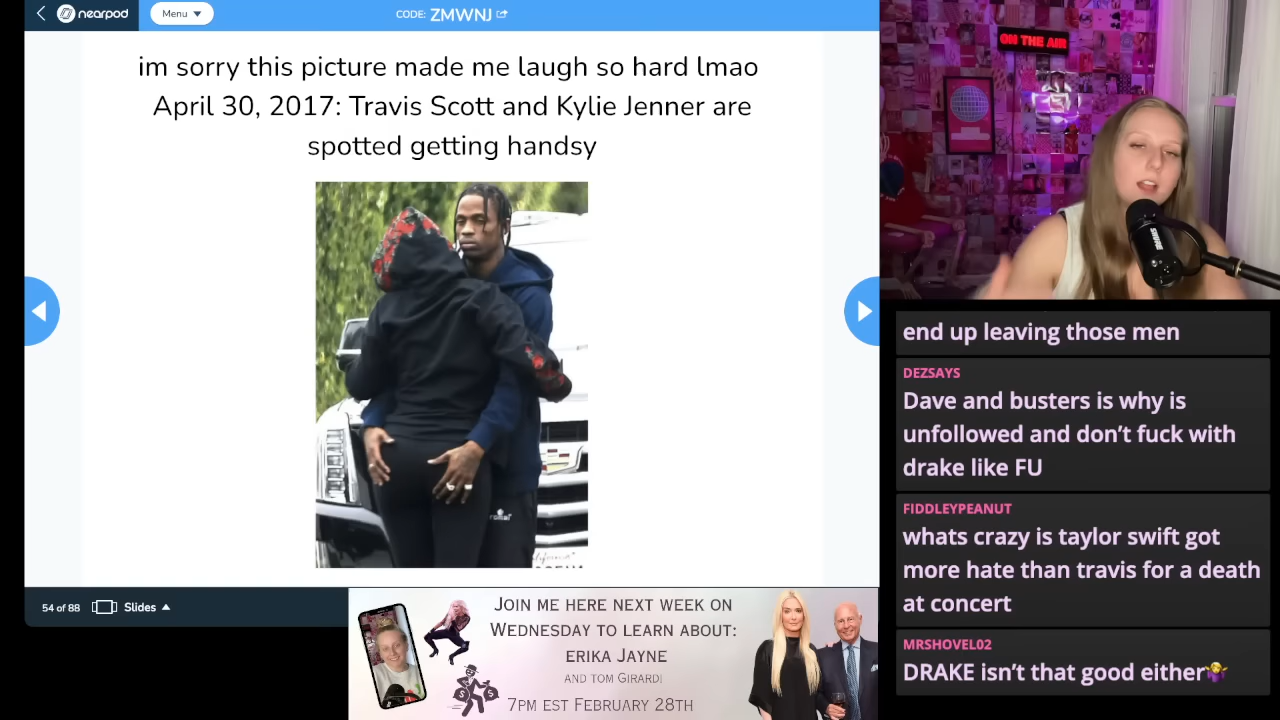 nearpod
Menu
CODE: ZMWNJ
im sorry this picture made me laugh so hard lmao
April 30, 2017: Travis Scott and Kylie Jenner are
spotted getting handsy
54 of 88
Slides
ON THE AIR
SHURE
end up leaving those men
DEZSAYS
Dave and busters is why is
unfollowed and don’t fuck with
drake like FU
FIDDLEYPEANUT
whats crazy is taylor swift got
more hate than travis for a death
at concert
MRSHOVEL02
DRAKE isn’t that good either🤷‍♀️
JOIN ME HERE NEXT WEEK ON
WEDNESDAY TO LEARN ABOUT:
ERIKA JAYNE
AND TOM GIRARDI
7PM EST FEBRUARY 28TH